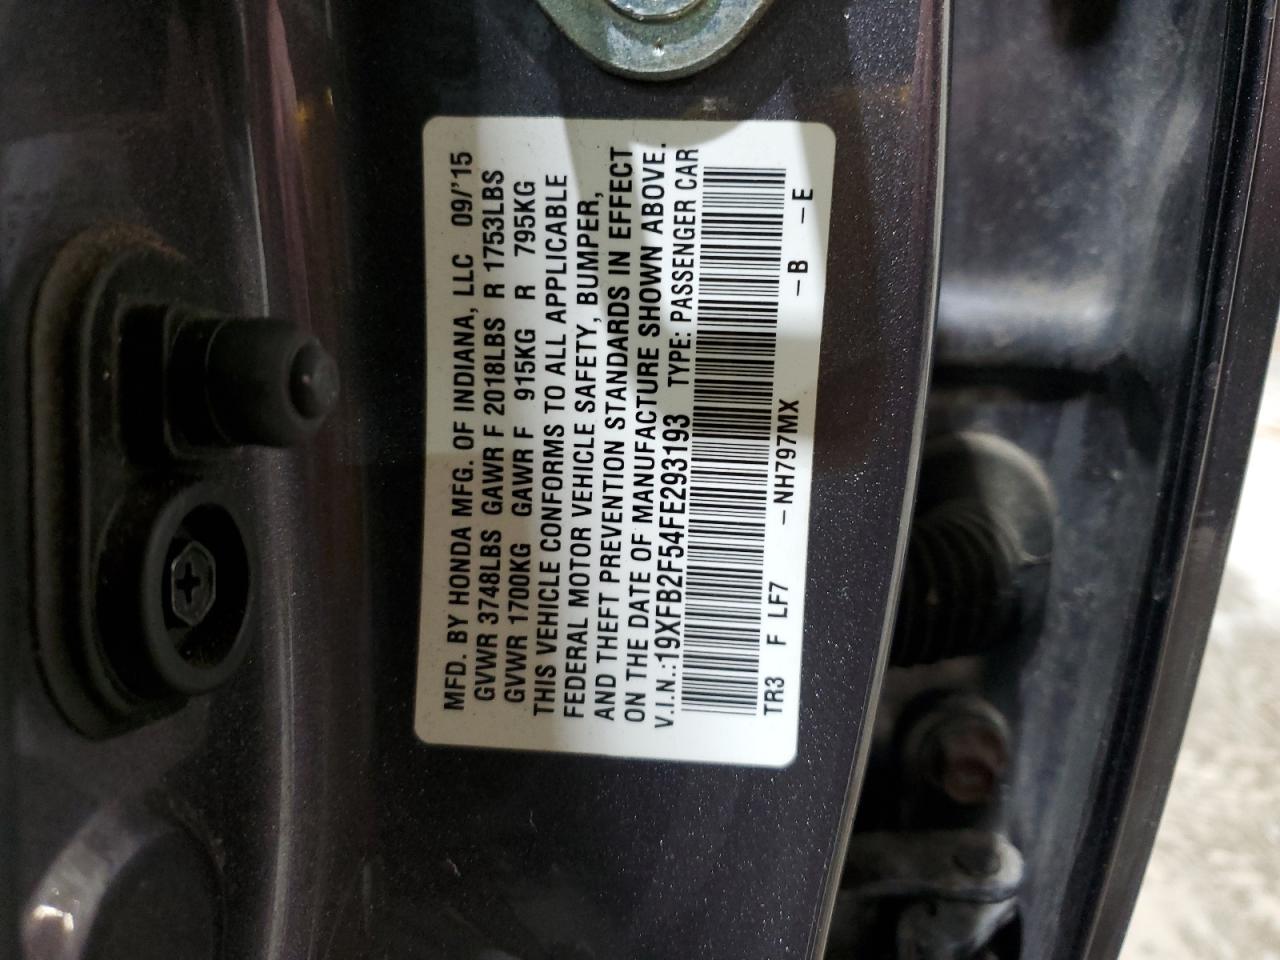 MFD. BY HONDA MFG. OF INDIANA, LLC 09/'15
GVWR 3748LBS GAWR F 2018LBS R 1753LBS
GVWR 1700KG GAWR F 915KG R 795KG
THIS VEHICLE CONFORMS TO ALL APPLICABLE
FEDERAL MOTOR VEHICLE SAFETY, BUMPER,
AND THEFT PREVENTION STANDARDS IN EFFECT
ON THE DATE OF MANUFACTURE SHOWN ABOVE.
V.I.N.:19XFB2F54FE293193 TYPE: PASSENGER CAR
TR3 F LF7 -NH797MX -B -E